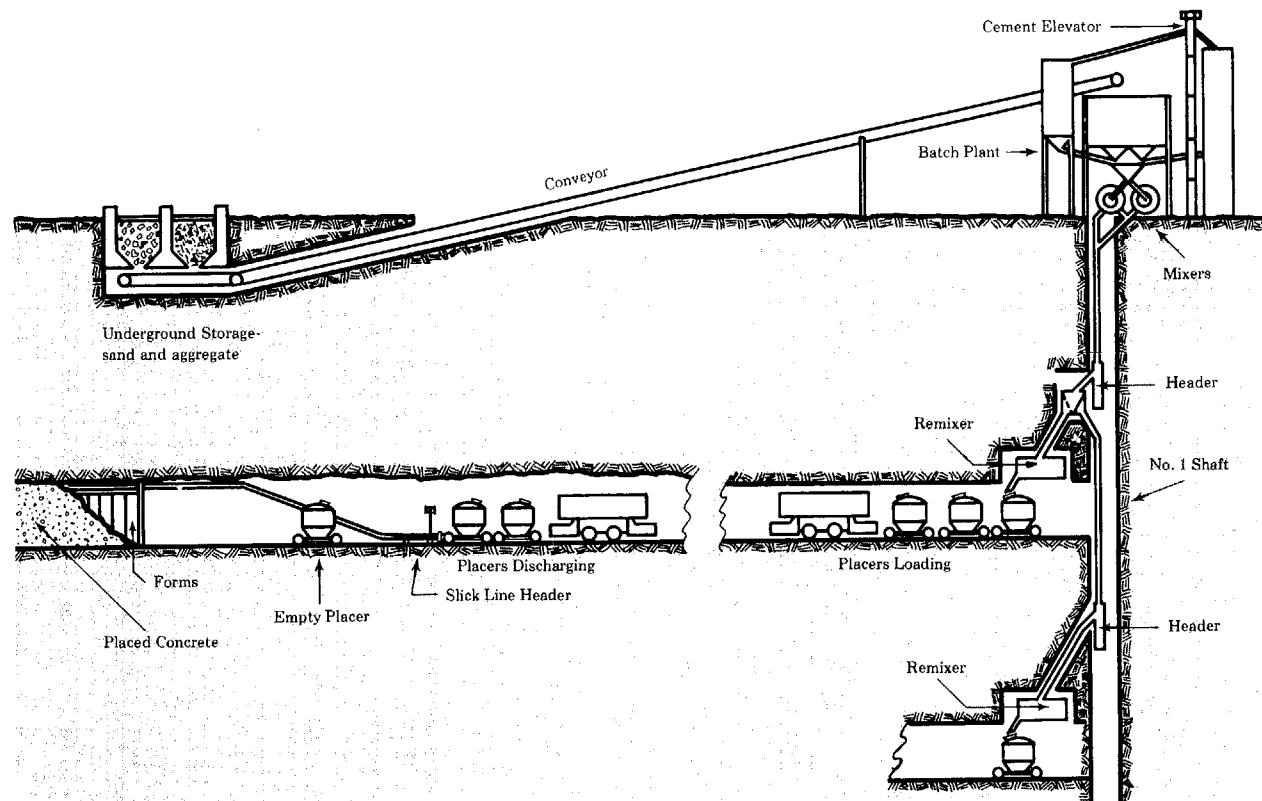 Cement Elevator
Batch Plant
Conveyor
Mixers
Underground Storage-
sand and aggregate
Header
Remixer
No. 1 Shaft
Placers Discharging
Placers Loading
Forms
Slick Line Header
Empty Placer
Placed Concrete
Header
Remixer